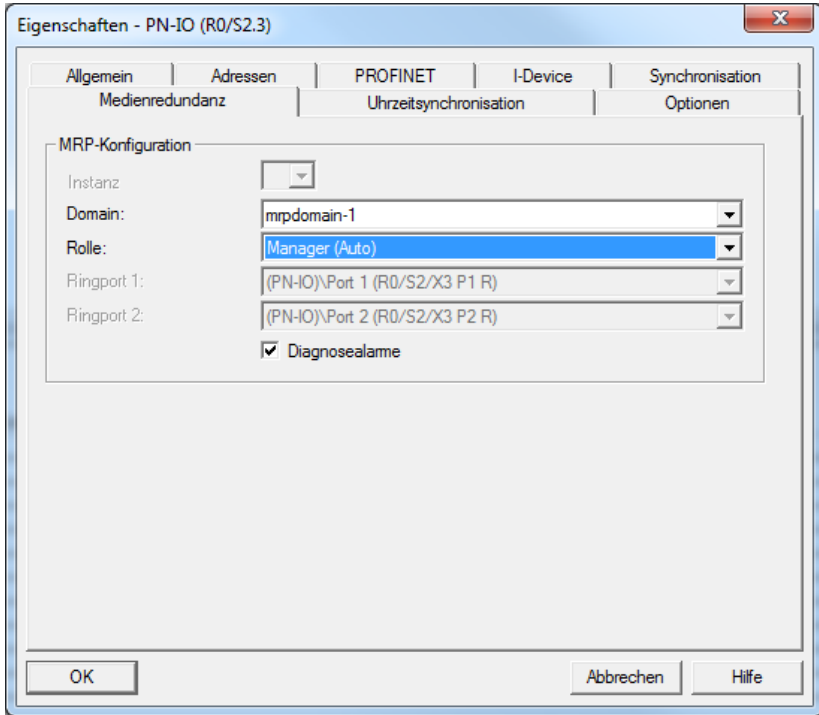 Eigenschaften - PN-IO (R0/S2.3)
Allgemein Adressen PROFINET I-Device Synchronisation
Medienredundanz Uhrzeitsynchronisation Optionen
MRP-Konfiguration
Instanz
Domain: mrpdomain-1
Rolle: Manager (Auto)
Ringport 1: (PN-IO)\Port 1 (R0/S2/X3 P1 R)
Ringport 2: (PN-IO)\Port 2 (R0/S2/X3 P2 R)
Diagnosealarme
OK Abbrechen Hilfe